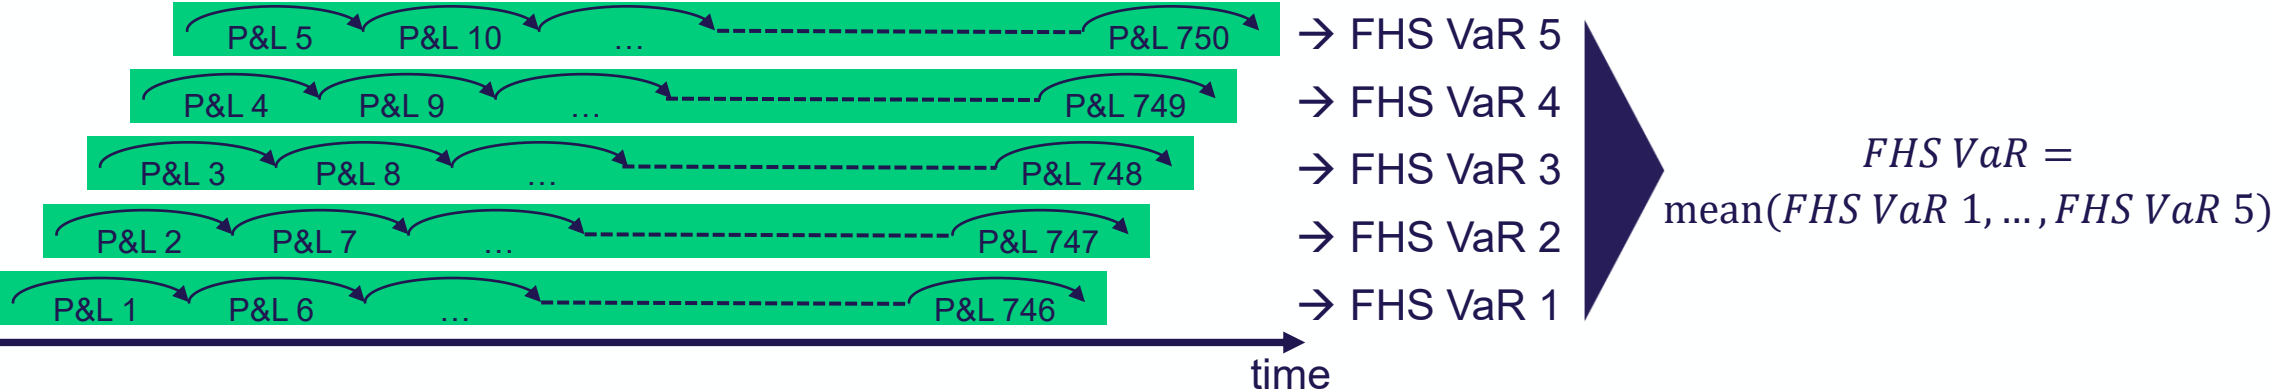 P&L 5 P&L 10 ... P&L 750 → FHS VaR 5
P&L 4 P&L 9 ... P&L 749 → FHS VaR 4
P&L 3 P&L 8 ... P&L 748 → FHS VaR 3
P&L 2 P&L 7 ... P&L 747 → FHS VaR 2
P&L 1 P&L 6 ... P&L 746 → FHS VaR 1
time
FHS VaR =
mean(FHS VaR 1, ... , FHS VaR 5)